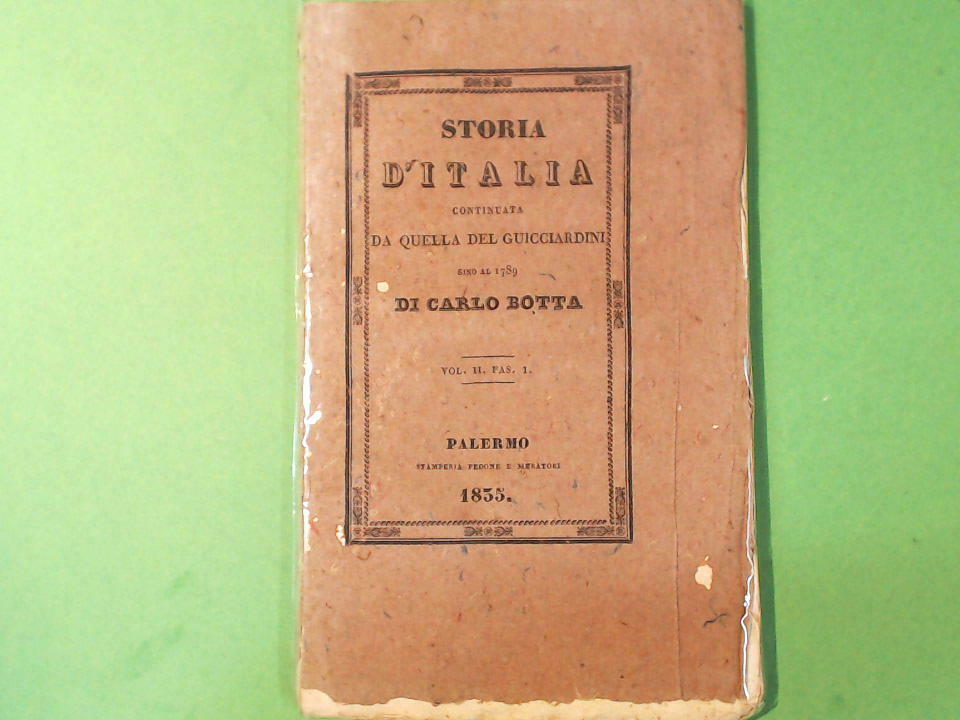 STORIA
D'ITALIA
CONTINUATA
DA QUELLA DEL GUICCIARDINI
SINO AL 1789
DI CARLO BOTTA
VOL. II. FAS. 1.
PALERMO
STAMPERIA PEDONE E MURATORI
1835.